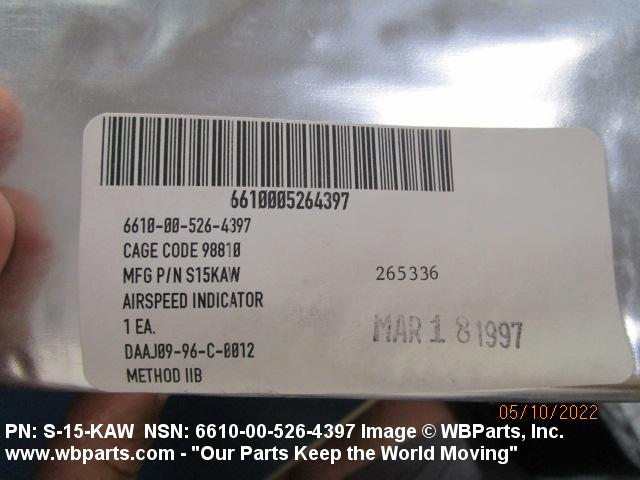 6610005264397
6610-00-526-4397
CAGE CODE 98810
MFG P/N S15KAW 265336
AIRSPEED INDICATOR
1 EA. MAR 18 1997
DAAJ09-96-C-0012
METHOD IIB
05/10/2022
PN: S-15-KAW NSN: 6610-00-526-4397 Image © WBParts, Inc.
www.wbparts.com - "Our Parts Keep the World Moving"